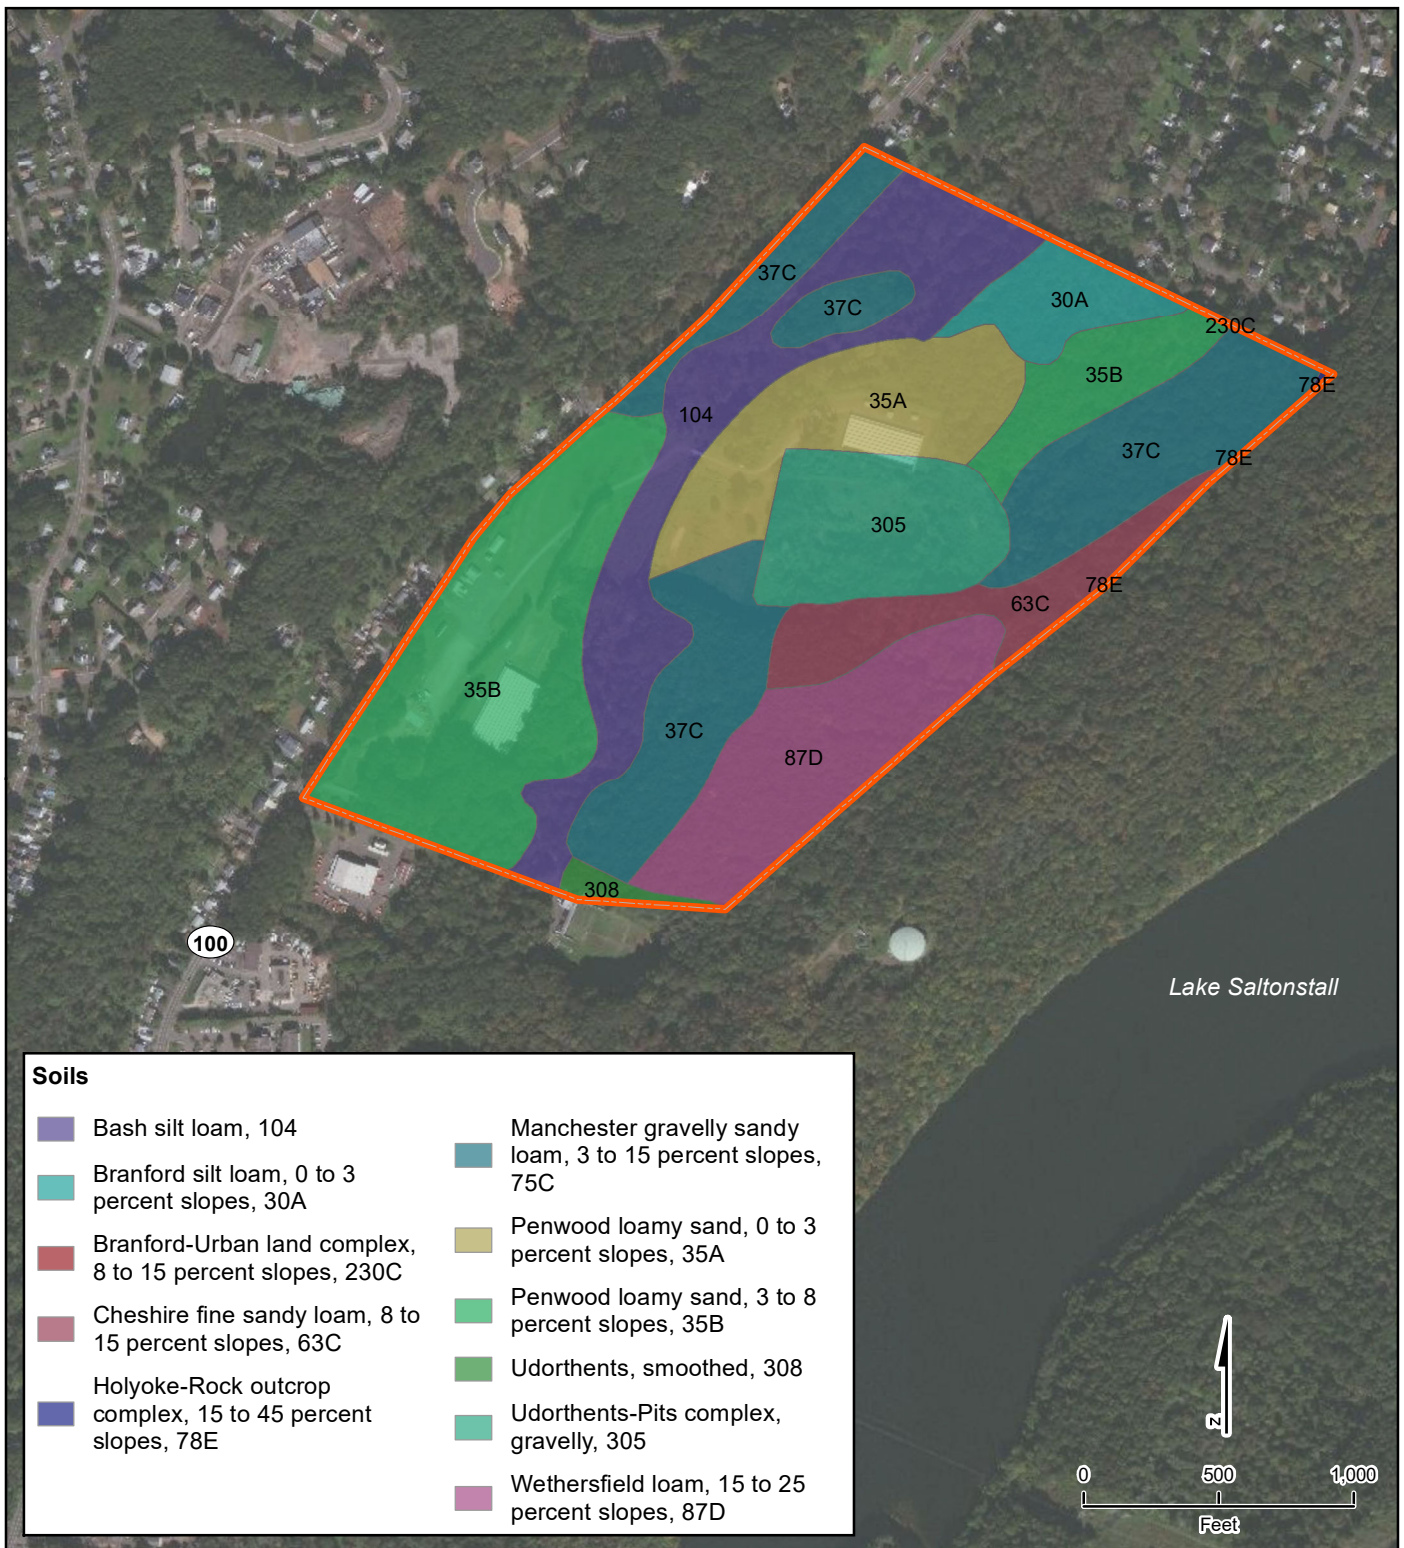 37C
37C
30A
230C
35B
78E
35A
104
37C
78E
305
78E
63C
35B
37C
87D
308
100
Lake Saltonstall
Soils
Bash silt loam, 104
Branford silt loam, 0 to 3
percent slopes, 30A
Branford-Urban land complex,
8 to 15 percent slopes, 230C
Cheshire fine sandy loam, 8 to
15 percent slopes, 63C
Holyoke-Rock outcrop
complex, 15 to 45 percent
slopes, 78E
Manchester gravelly sandy
loam, 3 to 15 percent slopes,
75C
Penwood loamy sand, 0 to 3
percent slopes, 35A
Penwood loamy sand, 3 to 8
percent slopes, 35B
Udorthents, smoothed, 308
Udorthents-Pits complex,
gravelly, 305
Wethersfield loam, 15 to 25
percent slopes, 87D
Z
0 500 1,000
Feet